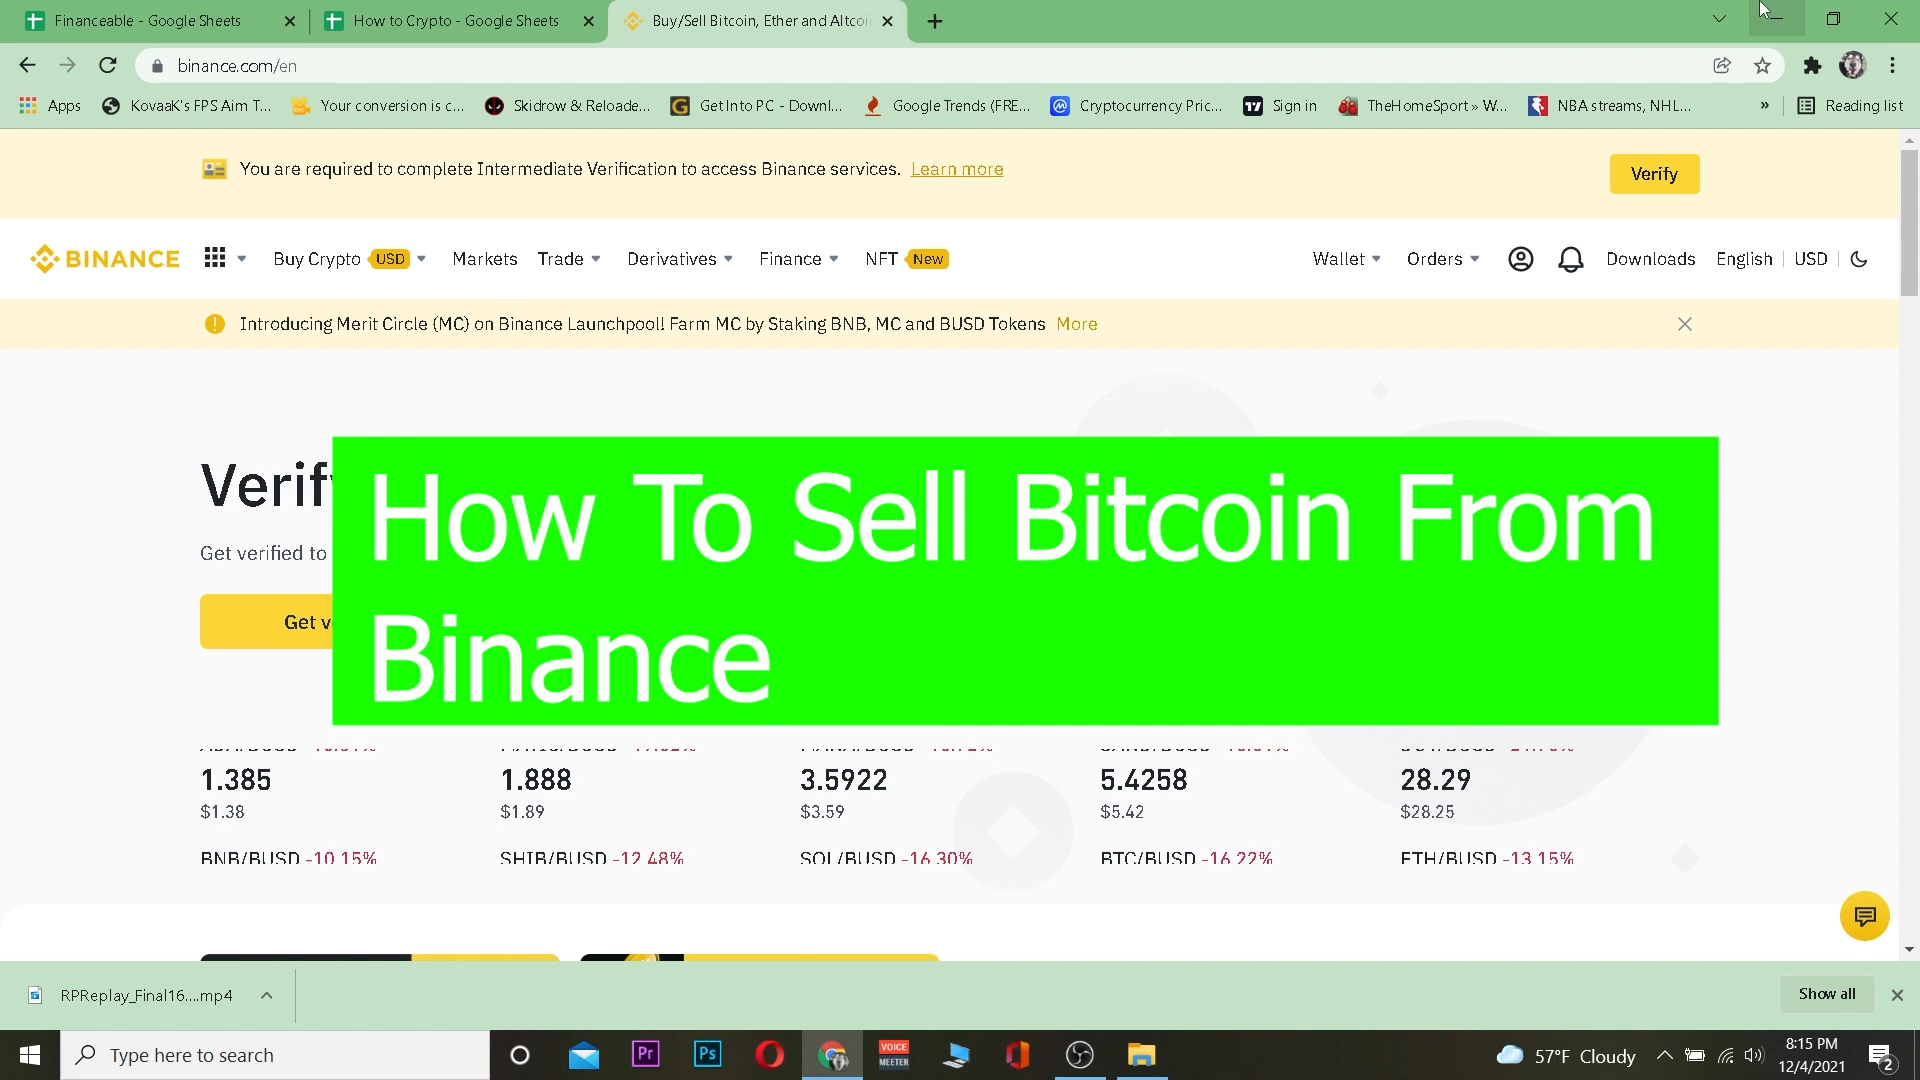 Financeable - Google Sheets
How to Crypto - Google Sheets
Buy/Sell Bitcoin, Ether and Altcoi
binance.com/en
Apps
KovaaK's FPS Aim T...
Your conversion is c...
Skidrow & Reloade...
Get Into PC - Downl...
Google Trends (FRE...
Cryptocurrency Pric...
Sign in
TheHomeSport » W...
NBA streams, NHL...
»
Reading list
You are required to complete Intermediate Verification to access Binance services. Learn more
Verify
BINANCE
Buy Crypto USD
Markets
Trade
Derivatives
Finance
NFT New
Wallet
Orders
Downloads
English
USD
Introducing Merit Circle (MC) on Binance Launchpool! Farm MC by Staking BNB, MC and BUSD Tokens More
Verify
How To Sell Bitcoin From
Binance
Get verified to
Get v
1.385 1.888 3.5922 5.4258 28.29
$1.38 $1.89 $3.59 $5.42 $28.25
BNB/BUSD -10.15% SHIB/BUSD -12.48% SOL/BUSD -16.30% BTC/BUSD -16.22% ETH/BUSD -13.15%
RPReplay_Final16....mp4
Show all
Type here to search
Pr
Ps
VOICE
MEETER
57°F Cloudy
8:15 PM
12/4/2021
2